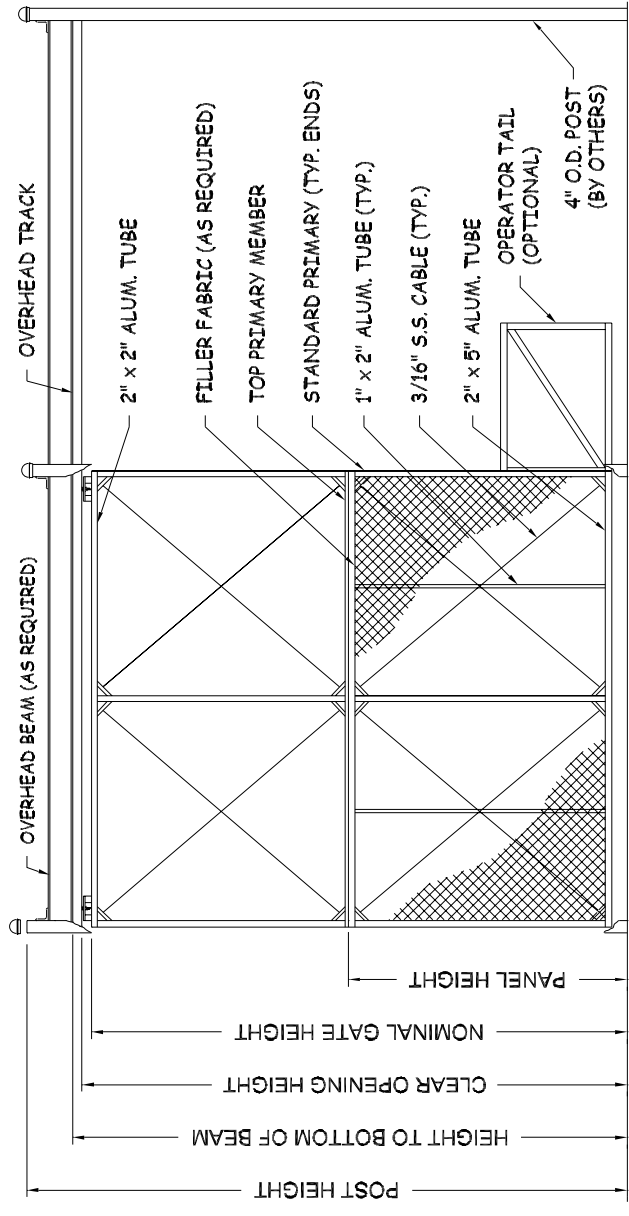 OVERHEAD BEAM (AS REQUIRED)
OVERHEAD TRACK
2" x 2" ALUM. TUBE
FILLER FABRIC (AS REQUIRED)
TOP PRIMARY MEMBER
STANDARD PRIMARY (TYP. ENDS)
1" x 2" ALUM. TUBE (TYP.)
3/16" S.S. CABLE (TYP.)
2" x 5" ALUM. TUBE
OPERATOR TAIL
(OPTIONAL)
4" O.D. POST
(BY OTHERS)
PANEL HEIGHT
NOMINAL GATE HEIGHT
CLEAR OPENING HEIGHT
HEIGHT TO BOTTOM OF BEAM
POST HEIGHT